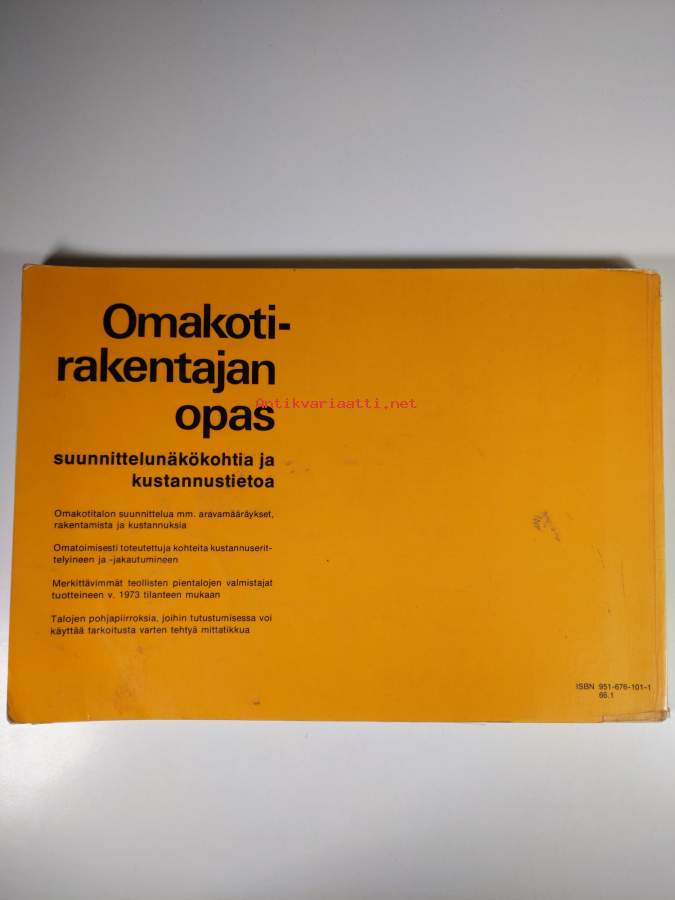 Omakoti-
rakentajan
opas
Antikvariaatti.net
suunnittelunäkökohtia ja
kustannustietoa
Omakotitalon suunnittelua mm. aravamääräykset,
rakentamista ja kustannuksia
Omatoimisesti toteutettuja kohteita kustannuserit-
telyineen ja -jakautumineen
Merkittävimmät teollisten pientalojen valmistajat
tuotteineen v. 1973 tilanteen mukaan
Talojen pohjapiirroksia, joihin tutustumisessa voi
käyttää tarkoitusta varten tehtyä mittatikkua
ISBN 951-676-101-1
66.1